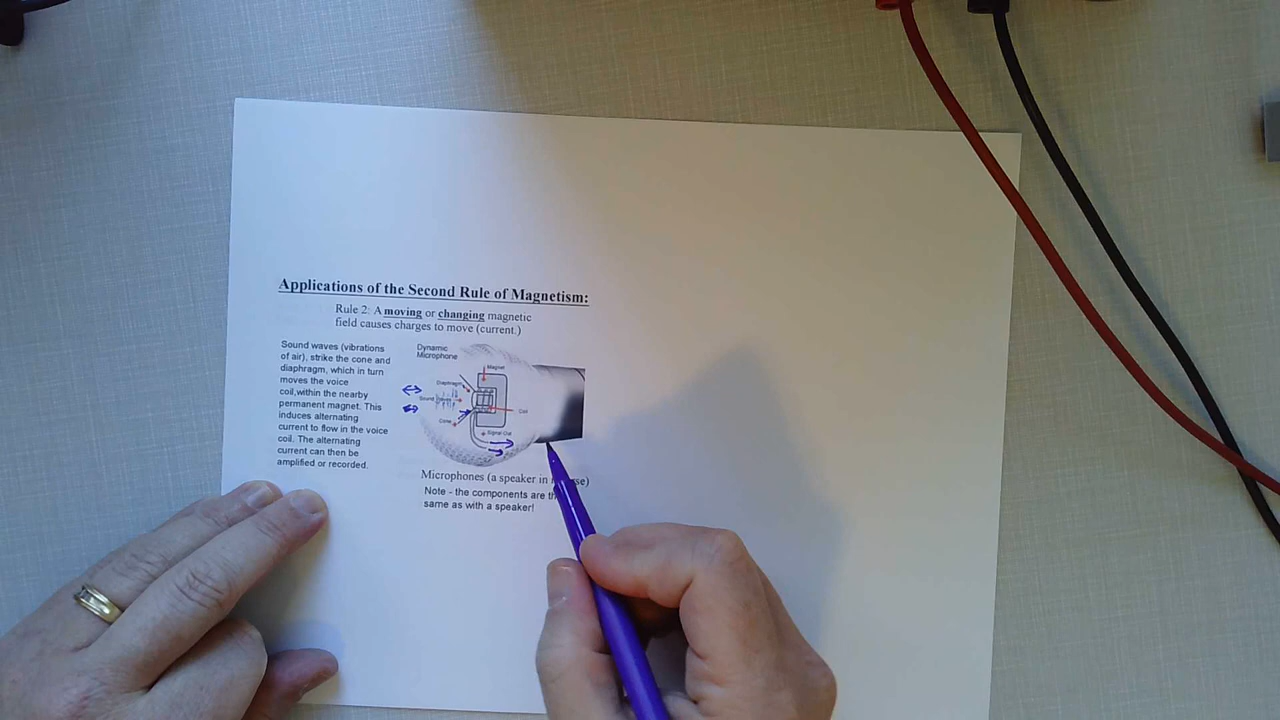 Applications of the Second Rule of Magnetism:
Rule 2: A moving or changing magnetic
field causes charges to move (current.)
Sound waves (vibrations
of air), strike the cone and
diaphragm, which in turn
moves the voice
coil,within the nearby
permanent magnet. This
induces alternating
current to flow in the voice
coil. The alternating
current can then be
amplified or recorded.
Dynamic
Microphone
Magnet
Diaphragm
Sound
Coil
Cone
Signal Out
Microphones (a speaker in
Note - the components are
same as with a speaker!